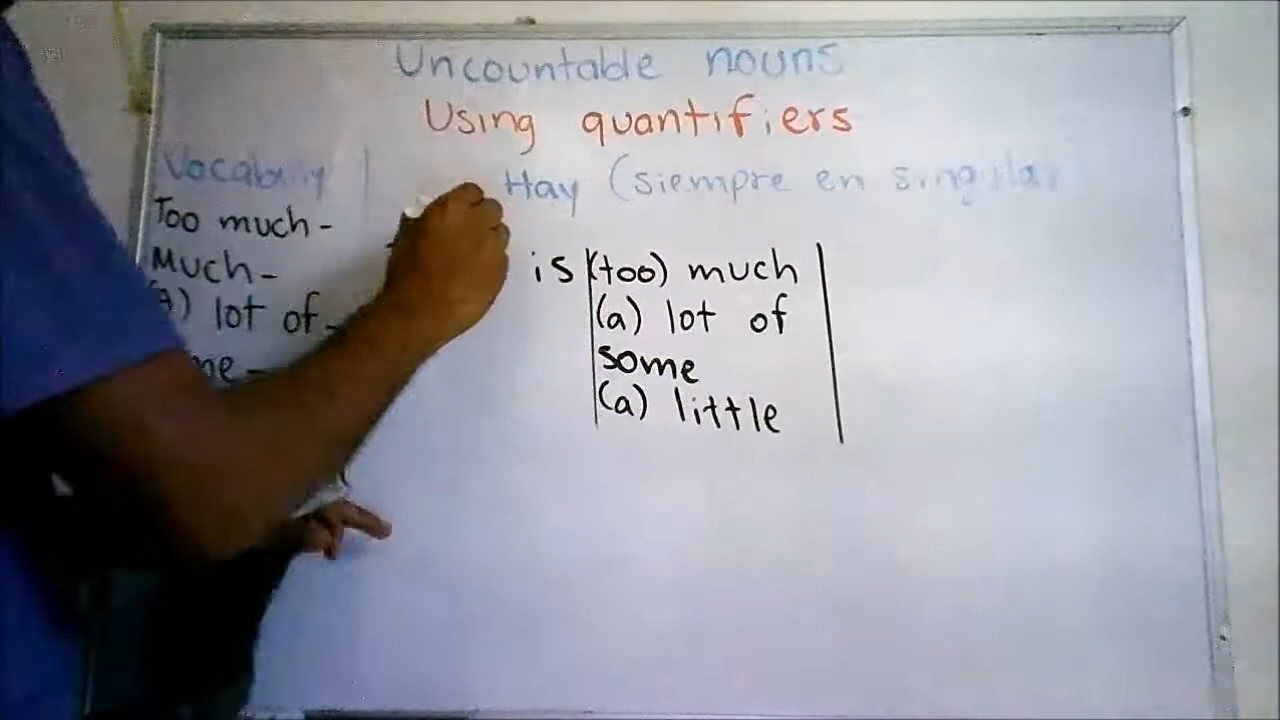 Uncountable nouns
Using quantifiers
Vocabulary
Hay (siempre en singular
Too much-
Much-
lot of-
is (too) much
(a) lot of
some
(a) little